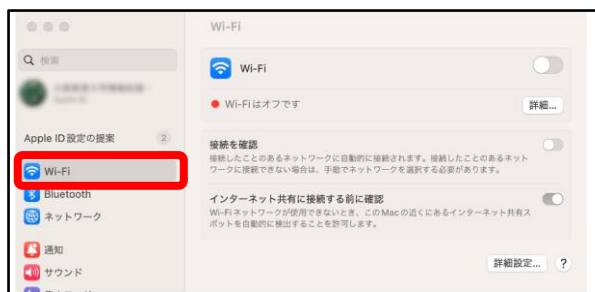 Wi-Fi
検索
Wi-Fi
Wi-Fiはオフです
詳細...
Apple ID設定の提案
2
接続を確認
接続したことのあるネットワークに自動的に接続されます。接続したことのあるネット
ワークに接続できない場合は、手動でネットワークを選択する必要があります。
Wi-Fi
Bluetooth
インターネット共有に接続する前に確認
Wi-Fiネットワークが使用できないとき、このMacの近くにあるインターネット共有ス
ポットを自動的に検出することを許可します。
ネットワーク
通知
詳細設定...
?
サウンド